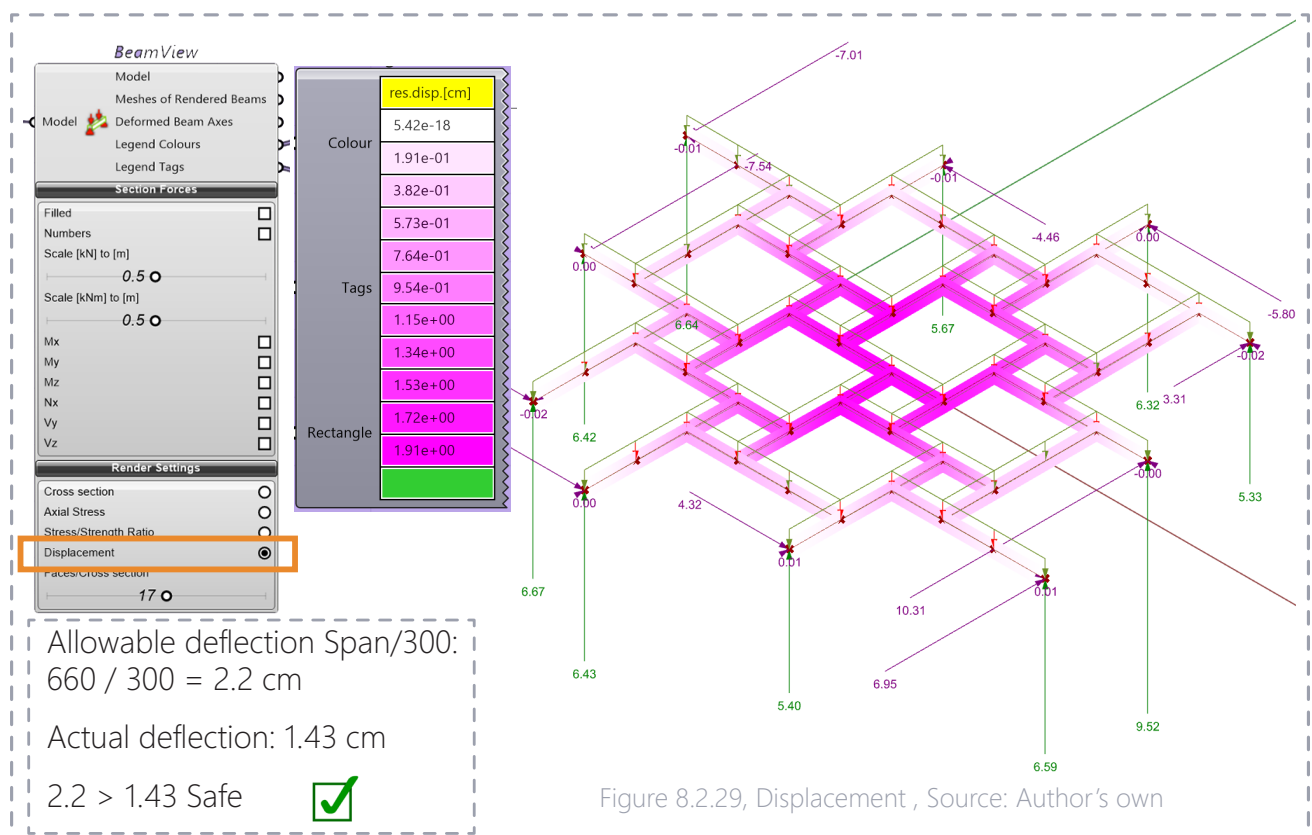 BeamView
Model
Model
Meshes of Rendered Beams
Deformed Beam Axes
Legend Colours
Legend Tags
Section Forces
Filled
Numbers
Scale [kN] to [m]
0.5
Scale [kNm] to [m]
0.5
Mx
My
Mz
Nx
Vy
Vz
Render Settings
Cross section
Axial Stress
Stress/Strength Ratio
Displacement
Faces/Cross section
17
Colour
Tags
Rectangle
res.disp.[cm]
5.42e-18
1.91e-01
3.82e-01
5.73e-01
7.64e-01
9.54e-01
1.15e+00
1.34e+00
1.53e+00
1.72e+00
1.91e+00
-7.01
-0.01
-7.54
-0.01
-4.46
0.00
0.00
-5.80
6.64
5.67
-0.02
3.31
6.32
-0.02
6.42
-0.00
5.33
0.00
4.32
0.01
0.01
10.31
6.67
6.43
6.95
5.40
9.52
6.59
Allowable deflection Span/300:
660 / 300 = 2.2 cm
Actual deflection: 1.43 cm
2.2 > 1.43 Safe
Figure 8.2.29, Displacement , Source: Author’s own